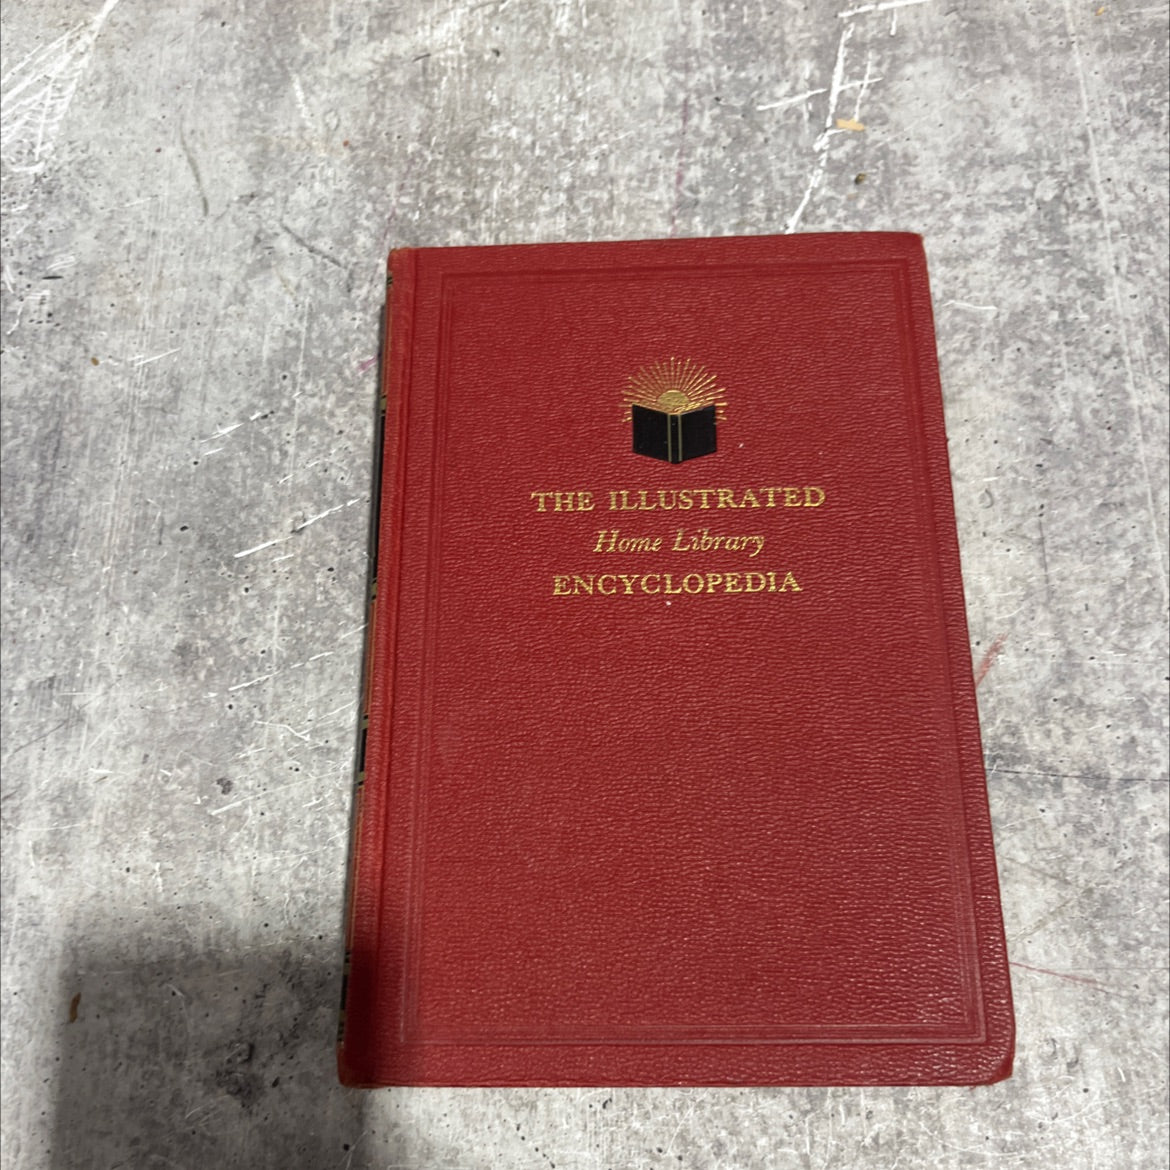 THE ILLUSTRATED
Home Library
ENCYCLOPEDIA